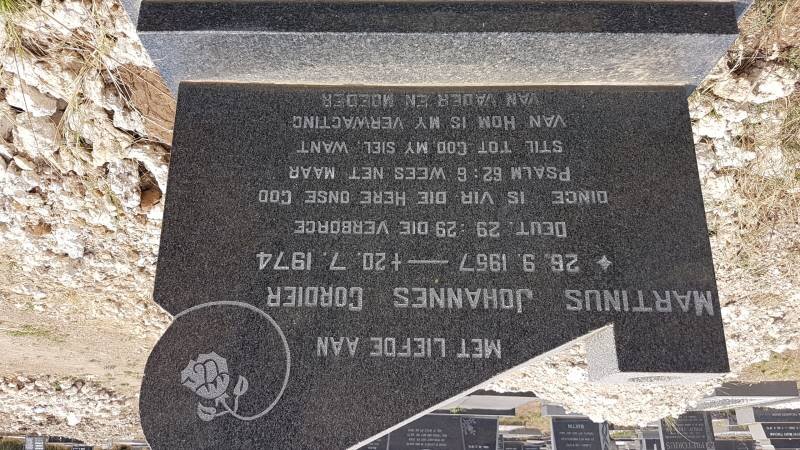 MET LIEFDE AAN
MARTINUS JOHANNES CORDIER
26. 9. 1957 — +20. 7. 1974
DEUT. 29:29 DIE VERBORGE
DINGE IS VIR DIE HERE ONSE GOD
PSALM 62:6 WEES NET MAAR
STIL TOT GOD, MY SIEL, WANT
VAN HOM IS MY VERWAGTING
VAN VADER EN MOEDER